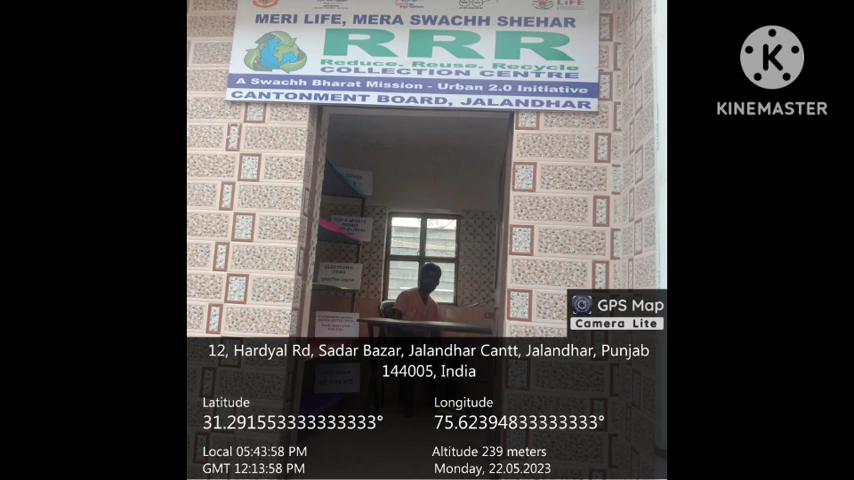 LiFE
MERI LIFE, MERA SWACHH SHEHAR
RRR
Reduce. Reuse. Recycle
COLLECTION CENTRE
A Swachh Bharat Mission - Urban 2.0 Initiative
CANTONMENT BOARD, JALANDHAR
K
KINEMASTER
ELECTRONIC
GPS Map
Camera Lite
12, Hardyal Rd, Sadar Bazar, Jalandhar Cantt, Jalandhar, Punjab
144005, India
Latitude
31.291553333333333°
Longitude
75.62394833333333°
Local 05:43:58 PM
GMT 12:13:58 PM
Altitude 239 meters
Monday, 22.05.2023